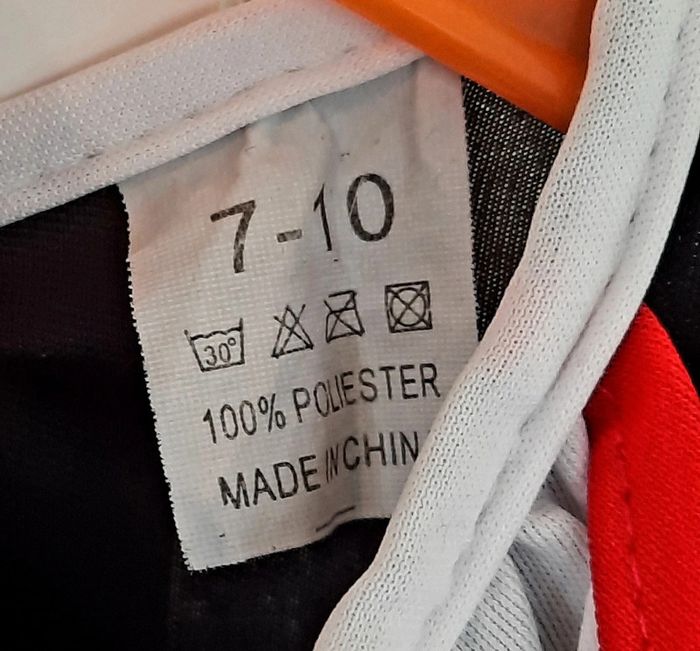 7-10
30°
100% POLIESTER
MADE IN CHIN